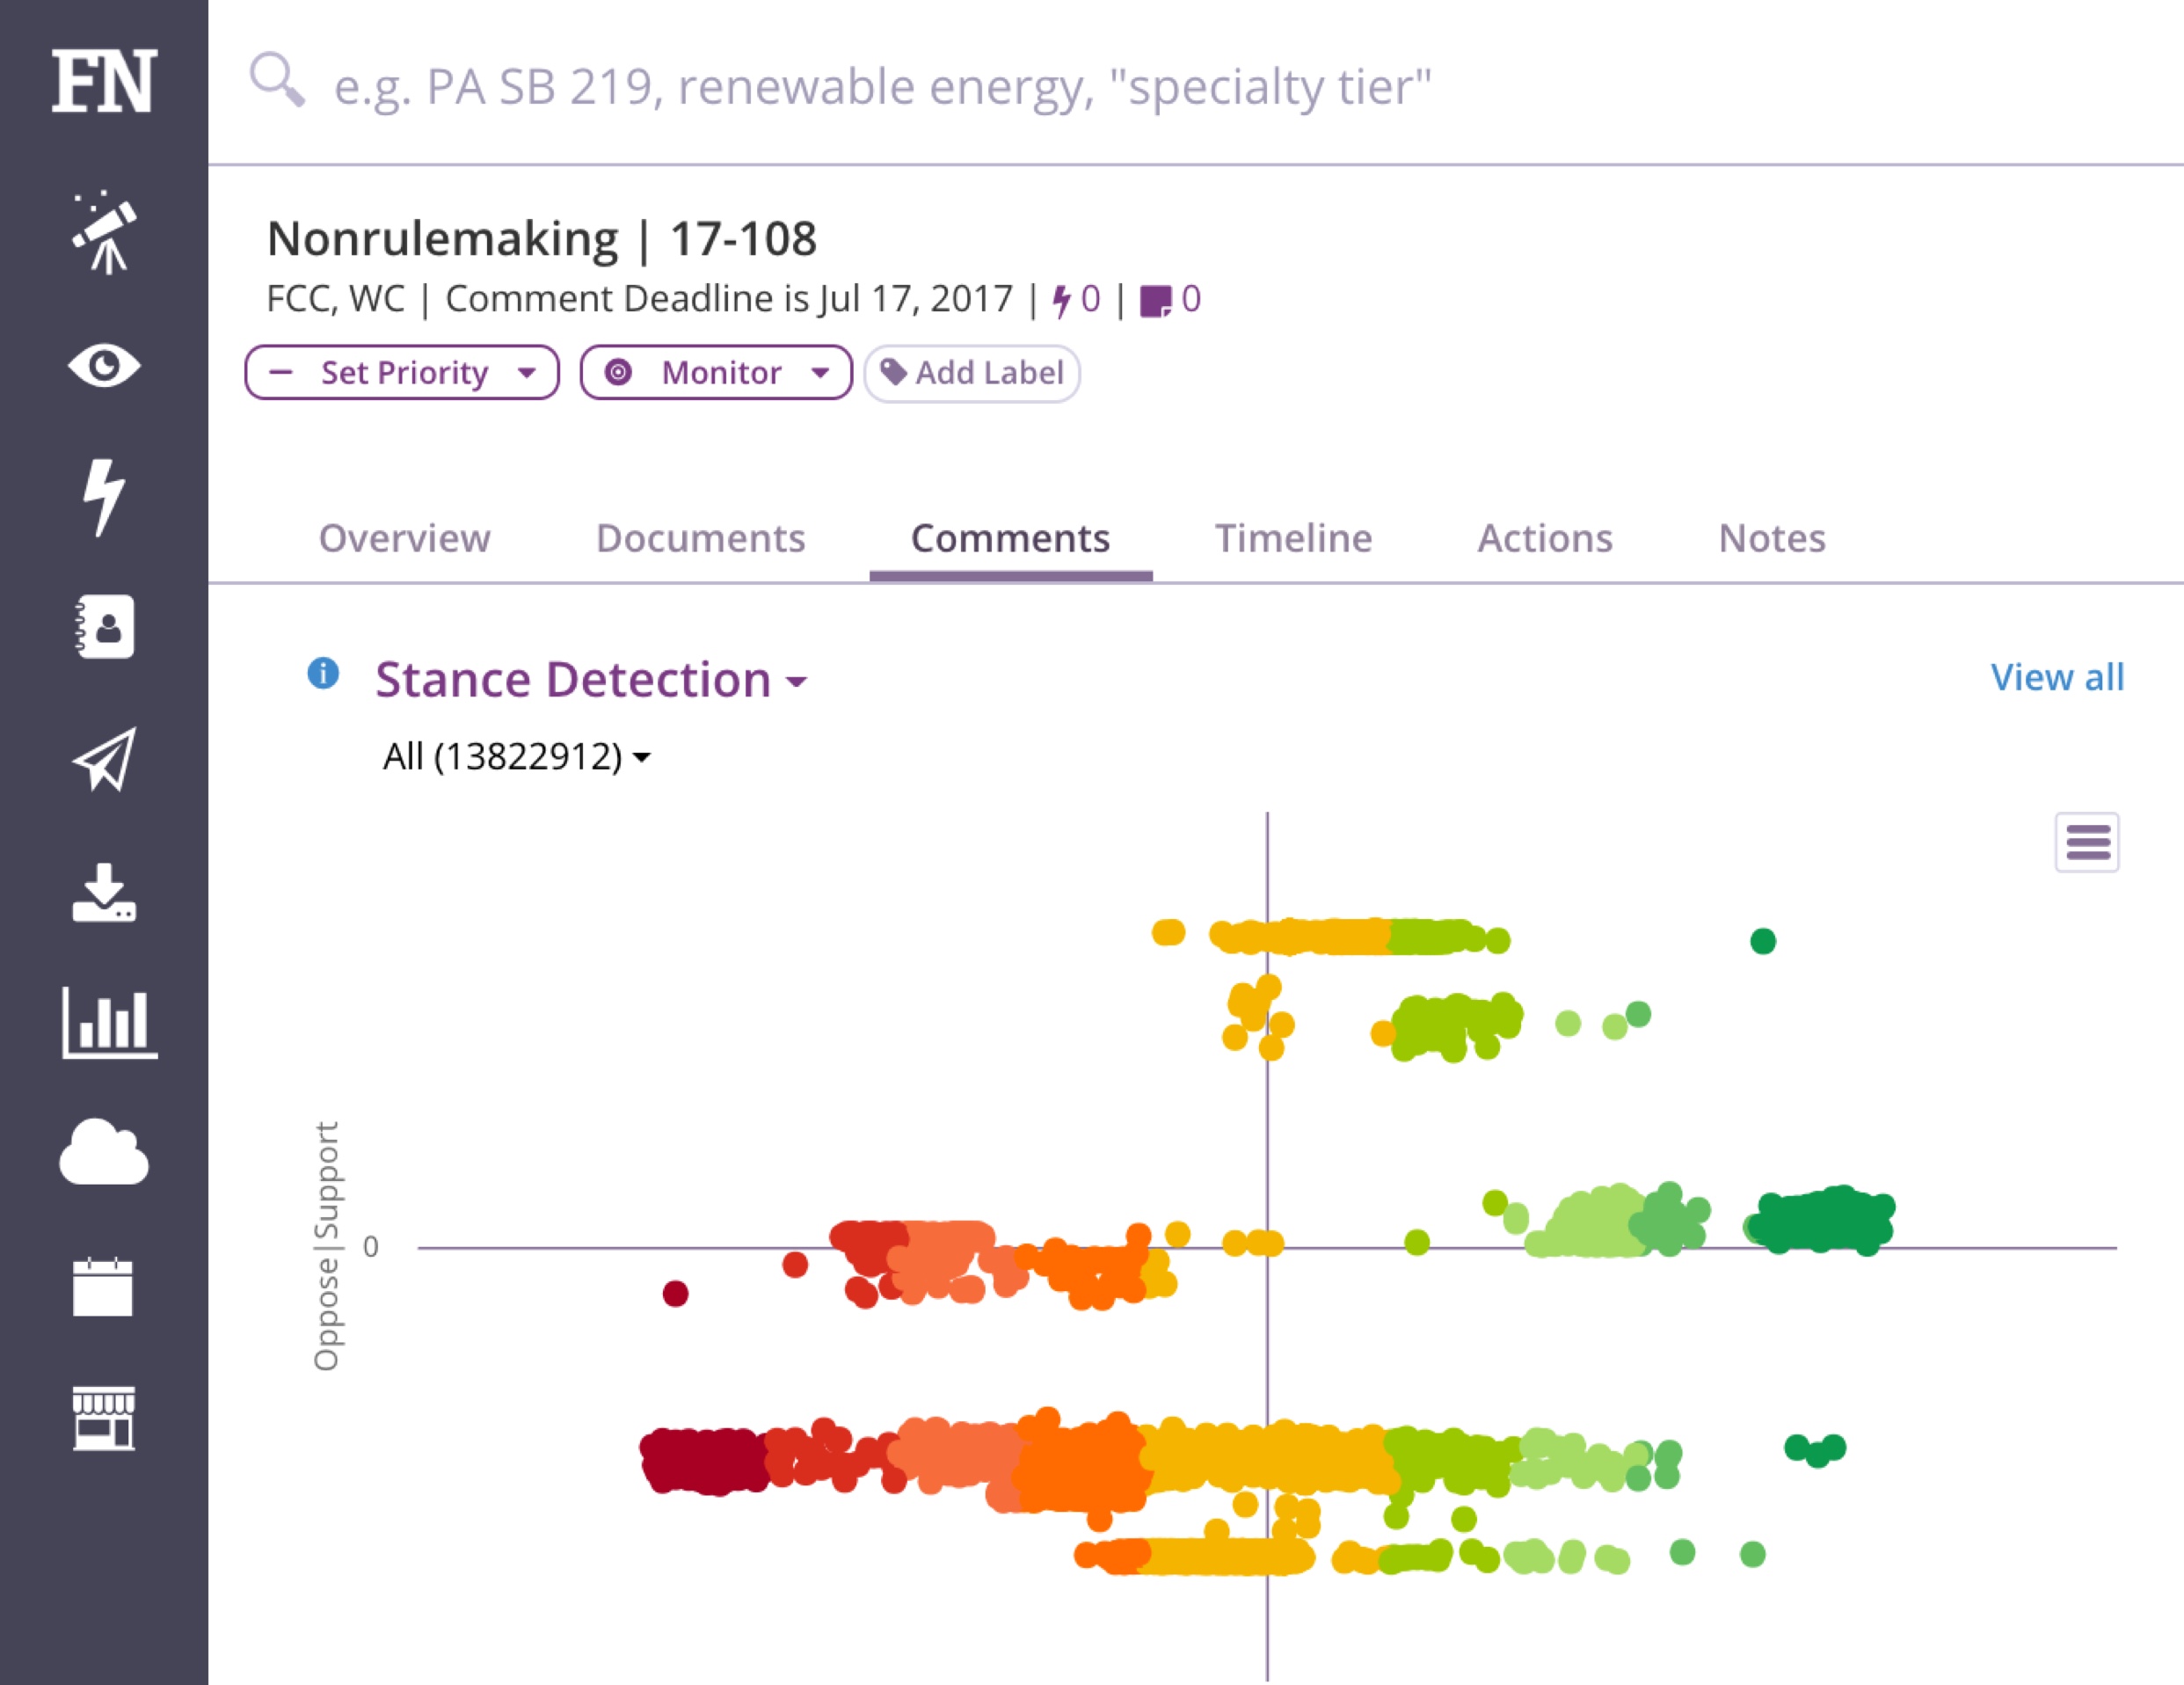 FN
e.g. PA SB 219, renewable energy, "specialty tier"
Nonrulemaking | 17-108
FCC, WC | Comment Deadline is Jul 17, 2017 | 0 | 0
Set Priority
Monitor
Add Label
Overview
Documents
Comments
Timeline
Actions
Notes
i
Stance Detection
View all
All (13822912)
Oppose | Support
0